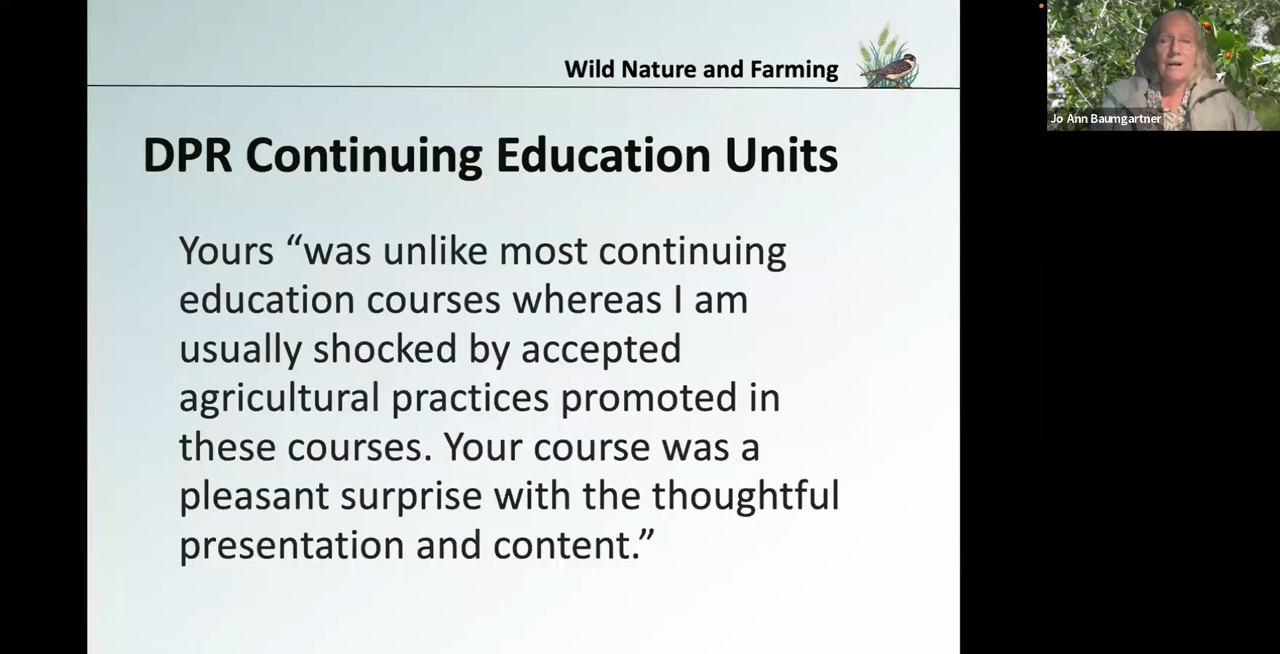 Wild Nature and Farming
Jo Ann Baumgartner
DPR Continuing Education Units
Yours “was unlike most continuing
education courses whereas I am
usually shocked by accepted
agricultural practices promoted in
these courses. Your course was a
pleasant surprise with the thoughtful
presentation and content.”